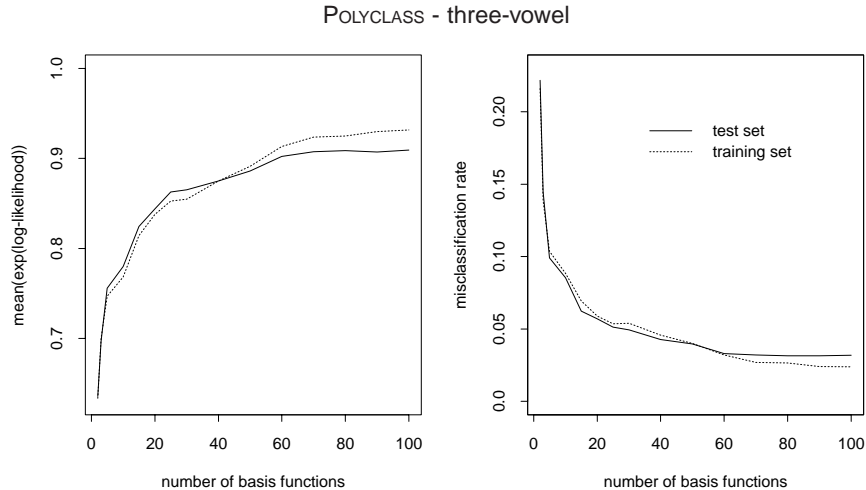 POLYCLASS - three-vowel
mean(exp(log-likelihood))
1.0
0.9
0.8
0.7
0 20 40 60 80 100
number of basis functions
misclassification rate
0.20
0.15
0.10
0.05
0.0
test set
training set
0 20 40 60 80 100
number of basis functions